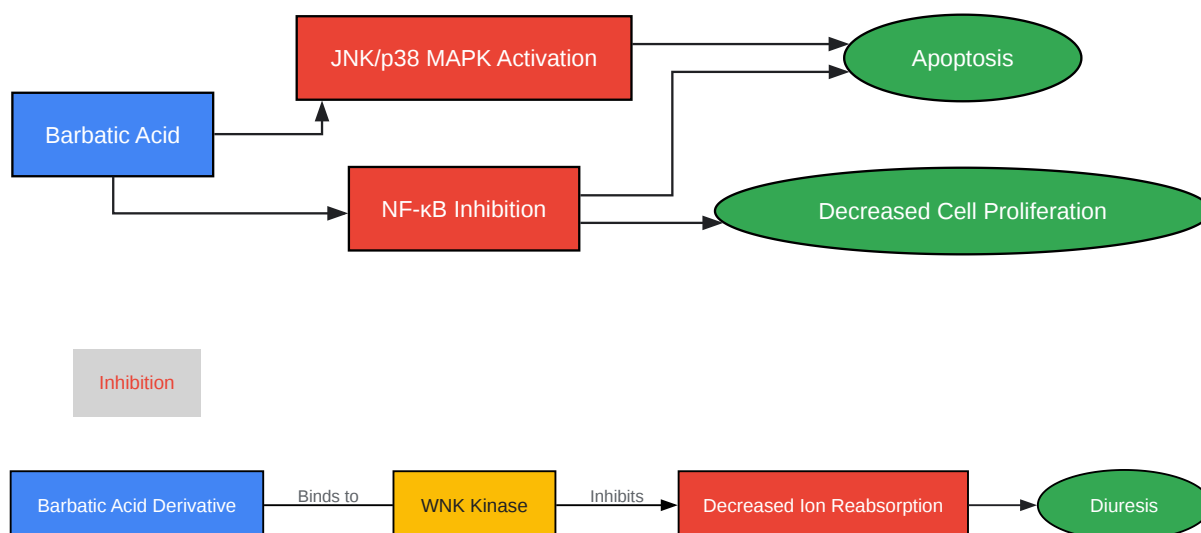 JNK/p38 MAPK Activation
Apoptosis
Barbatic Acid
NF-κB Inhibition
Decreased Cell Proliferation
Inhibition
Barbatic Acid Derivative
Binds to
WNK Kinase
Inhibits
Decreased Ion Reabsorption
Diuresis